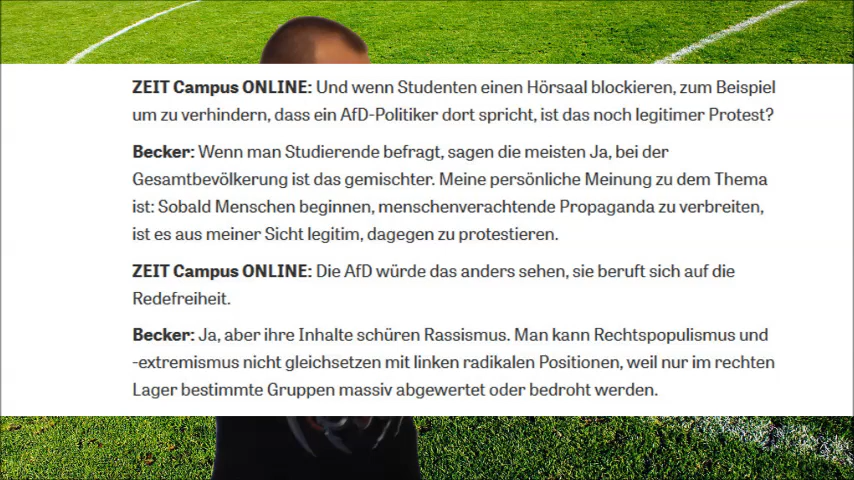 ZEIT Campus ONLINE: Und wenn Studenten einen Hörsaal blockieren, zum Beispiel
um zu verhindern, dass ein AfD-Politiker dort spricht, ist das noch legitimer Protest?
Becker: Wenn man Studierende befragt, sagen die meisten Ja, bei der
Gesamtbevölkerung ist das gemischter. Meine persönliche Meinung zu dem Thema
ist: Sobald Menschen beginnen, menschenverachtende Propaganda zu verbreiten,
ist es aus meiner Sicht legitim, dagegen zu protestieren.
ZEIT Campus ONLINE: Die AfD würde das anders sehen, sie beruft sich auf die
Redefreiheit.
Becker: Ja, aber ihre Inhalte schüren Rassismus. Man kann Rechtspopulismus und
-extremismus nicht gleichsetzen mit linken radikalen Positionen, weil nur im rechten
Lager bestimmte Gruppen massiv abgewertet oder bedroht werden.